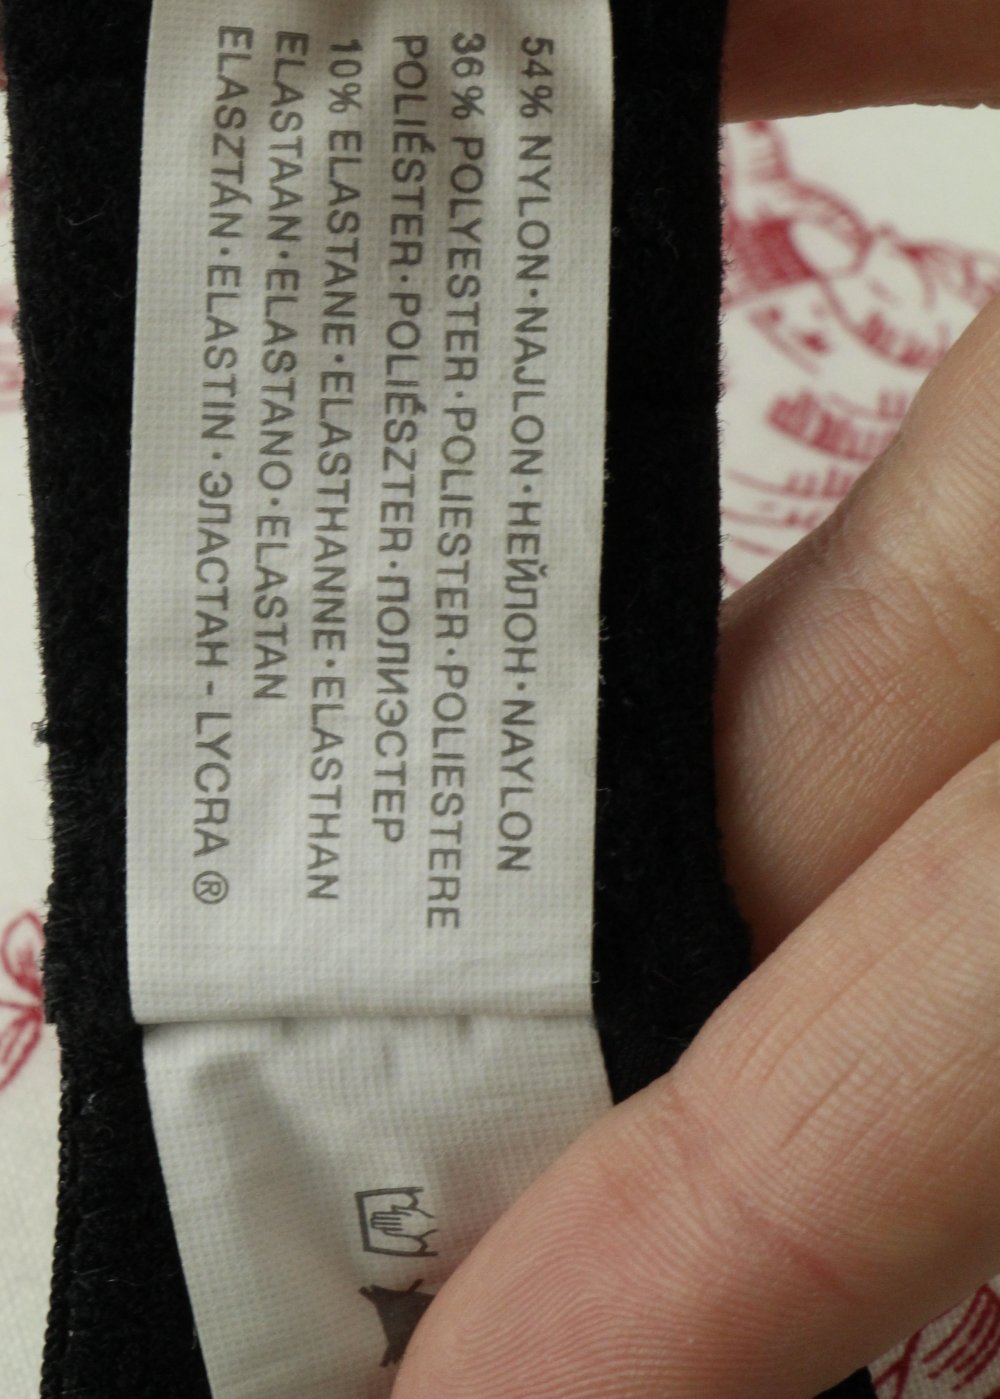 54% NYLON·NAJLON·НЕЙЛОН·NAYLON
36% POLYESTER·POLIESTER·POLIESTERE
POLIÉSTER·POLIÉSZTER·ПОЛИЭСТЕР
10% ELASTANE·ELASTHANNE·ELASTHAN
ELASTAAN·ELASTANO·ELASTAN
ELASZTÁN·ELASTIN·ЭЛАСТАН - LYCRA ®